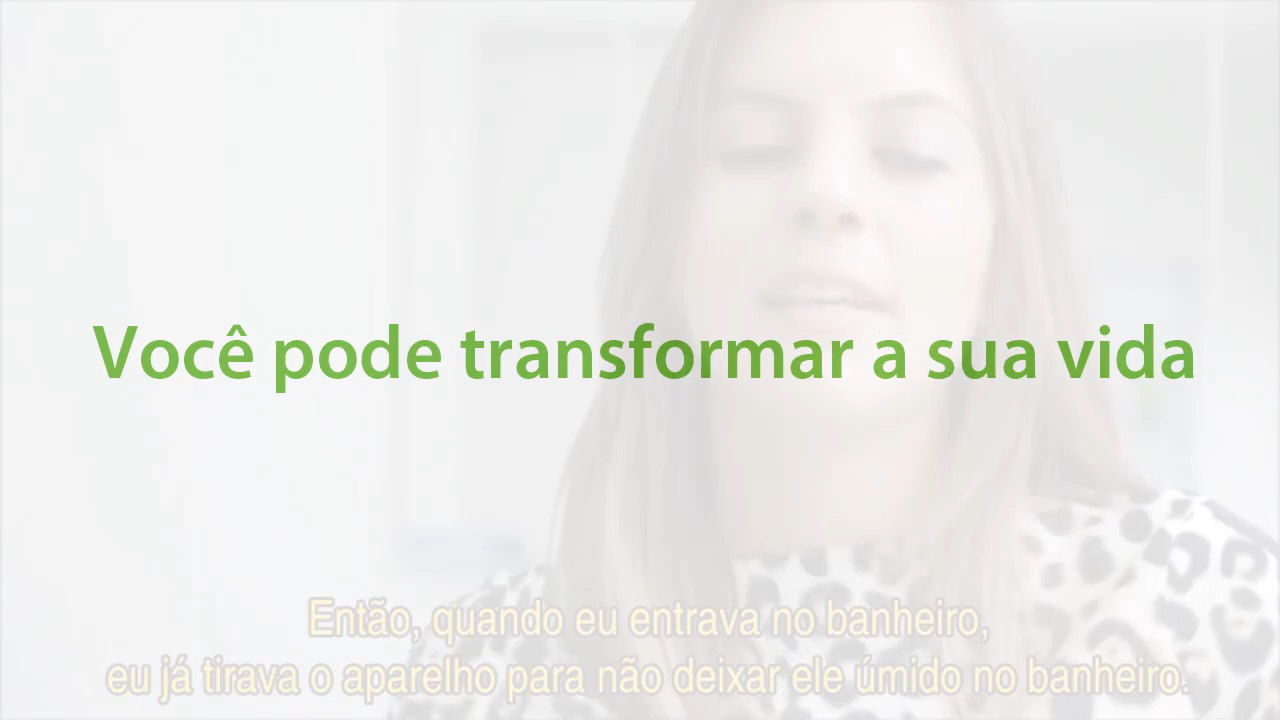 Você pode transformar a sua vida
Então, quando eu entrava no banheiro,
eu já tirava o aparelho para não deixar ele úmido no banheiro.